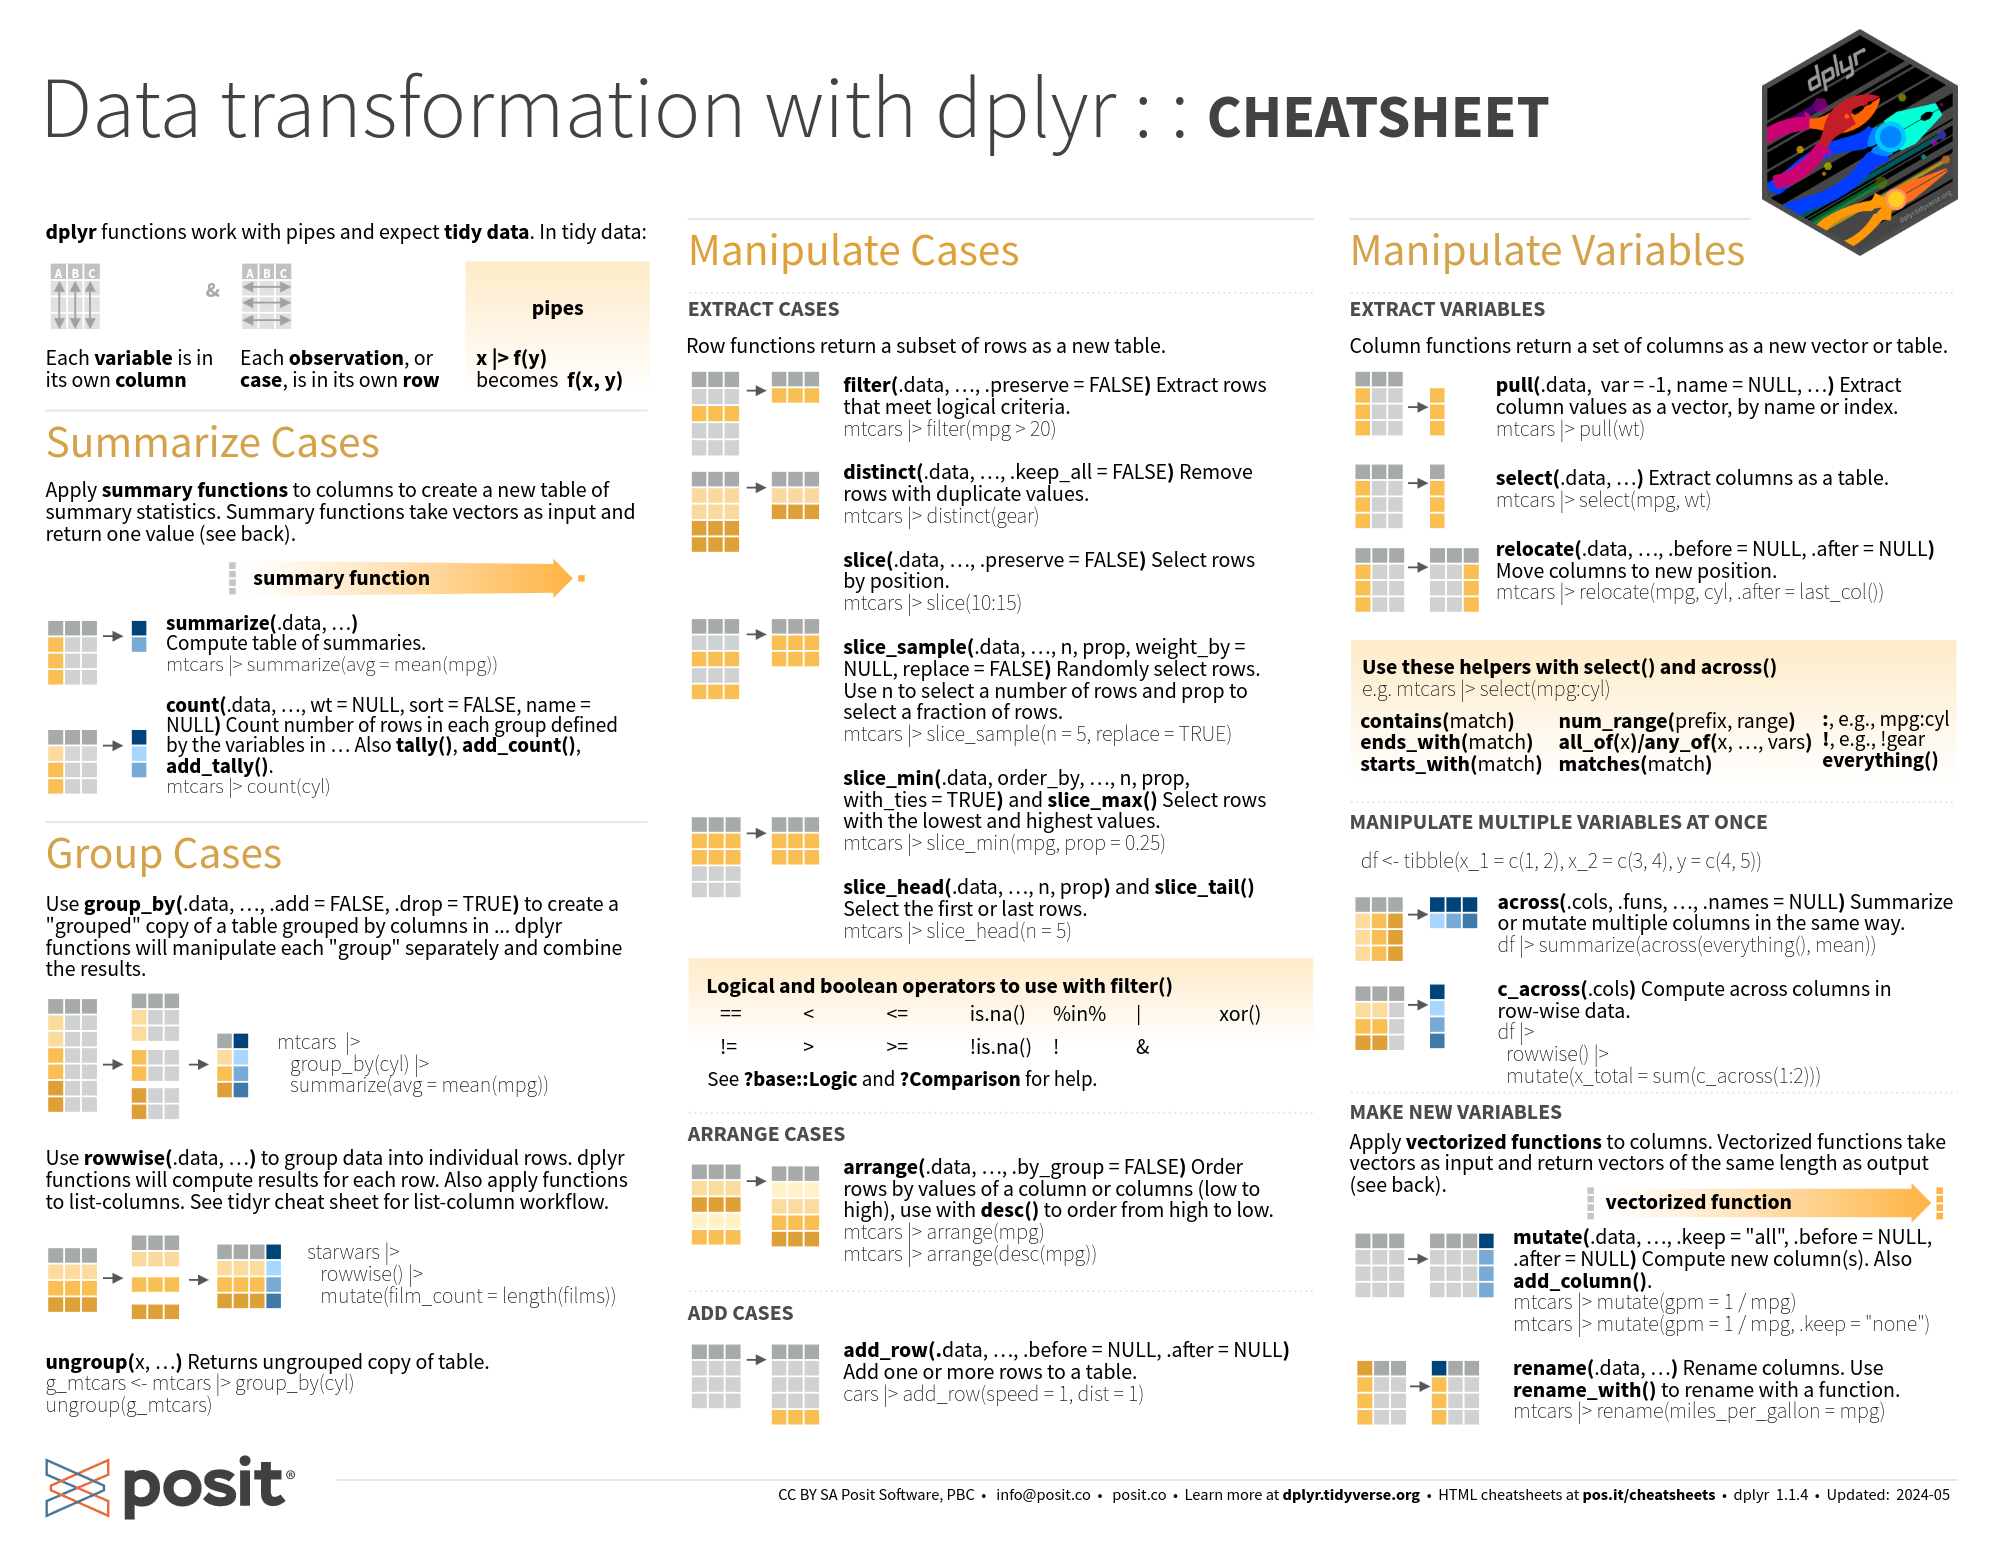 Data transformation with dplyr : : CHEATSHEET
dplyr
dplyr.tidyverse.org
dplyr functions work with pipes and expect tidy data. In tidy data:
A B C
&
A B C
pipes
Each variable is in
its own column
Each observation, or
case, is in its own row
x |> f(y)
becomes f(x, y)
Summarize Cases
Apply summary functions to columns to create a new table of
summary statistics. Summary functions take vectors as input and
return one value (see back).
summary function
summarize(.data, …)
Compute table of summaries.
mtcars |> summarize(avg = mean(mpg))
count(.data, …, wt = NULL, sort = FALSE, name =
NULL) Count number of rows in each group defined
by the variables in … Also tally(), add_count(),
add_tally().
mtcars |> count(cyl)
Group Cases
Use group_by(.data, …, .add = FALSE, .drop = TRUE) to create a
"grouped" copy of a table grouped by columns in ... dplyr
functions will manipulate each "group" separately and combine
the results.
mtcars |>
group_by(cyl) |>
summarize(avg = mean(mpg))
Use rowwise(.data, …) to group data into individual rows. dplyr
functions will compute results for each row. Also apply functions
to list-columns. See tidyr cheat sheet for list-column workflow.
starwars |>
rowwise() |>
mutate(film_count = length(films))
ungroup(x, …) Returns ungrouped copy of table.
g_mtcars <- mtcars |> group_by(cyl)
ungroup(g_mtcars)
Manipulate Cases
EXTRACT CASES
Row functions return a subset of rows as a new table.
filter(.data, …, .preserve = FALSE) Extract rows
that meet logical criteria.
mtcars |> filter(mpg > 20)
distinct(.data, …, .keep_all = FALSE) Remove
rows with duplicate values.
mtcars |> distinct(gear)
slice(.data, …, .preserve = FALSE) Select rows
by position.
mtcars |> slice(10:15)
slice_sample(.data, …, n, prop, weight_by =
NULL, replace = FALSE) Randomly select rows.
Use n to select a number of rows and prop to
select a fraction of rows.
mtcars |> slice_sample(n = 5, replace = TRUE)
slice_min(.data, order_by, …, n, prop,
with_ties = TRUE) and slice_max() Select rows
with the lowest and highest values.
mtcars |> slice_min(mpg, prop = 0.25)
slice_head(.data, …, n, prop) and slice_tail()
Select the first or last rows.
mtcars |> slice_head(n = 5)
Logical and boolean operators to use with filter()
== < <= is.na() %in% | xor()
!= > >= !is.na() ! &
See ?base::Logic and ?Comparison for help.
ARRANGE CASES
arrange(.data, …, .by_group = FALSE) Order
rows by values of a column or columns (low to
high), use with desc() to order from high to low.
mtcars |> arrange(mpg)
mtcars |> arrange(desc(mpg))
ADD CASES
add_row(.data, …, .before = NULL, .after = NULL)
Add one or more rows to a table.
cars |> add_row(speed = 1, dist = 1)
Manipulate Variables
EXTRACT VARIABLES
Column functions return a set of columns as a new vector or table.
pull(.data, var = -1, name = NULL, …) Extract
column values as a vector, by name or index.
mtcars |> pull(wt)
select(.data, …) Extract columns as a table.
mtcars |> select(mpg, wt)
relocate(.data, …, .before = NULL, .after = NULL)
Move columns to new position.
mtcars |> relocate(mpg, cyl, .after = last_col())
Use these helpers with select() and across()
e.g. mtcars |> select(mpg:cyl)
contains(match) num_range(prefix, range) :, e.g., mpg:cyl
ends_with(match) all_of(x)/any_of(x, …, vars) !, e.g., !gear
starts_with(match) matches(match) everything()
MANIPULATE MULTIPLE VARIABLES AT ONCE
df <- tibble(x_1 = c(1, 2), x_2 = c(3, 4), y = c(4, 5))
across(.cols, .funs, …, .names = NULL) Summarize
or mutate multiple columns in the same way.
df |> summarize(across(everything(), mean))
c_across(.cols) Compute across columns in
row-wise data.
df |>
rowwise() |>
mutate(x_total = sum(c_across(1:2)))
MAKE NEW VARIABLES
Apply vectorized functions to columns. Vectorized functions take
vectors as input and return vectors of the same length as output
(see back).
vectorized function
mutate(.data, …, .keep = "all", .before = NULL,
.after = NULL) Compute new column(s). Also
add_column().
mtcars |> mutate(gpm = 1 / mpg)
mtcars |> mutate(gpm = 1 / mpg, .keep = "none")
rename(.data, …) Rename columns. Use
rename_with() to rename with a function.
mtcars |> rename(miles_per_gallon = mpg)
posit®
CC BY SA Posit Software, PBC • info@posit.co • posit.co • Learn more at dplyr.tidyverse.org • HTML cheatsheets at pos.it/cheatsheets • dplyr 1.1.4 • Updated: 2024-05